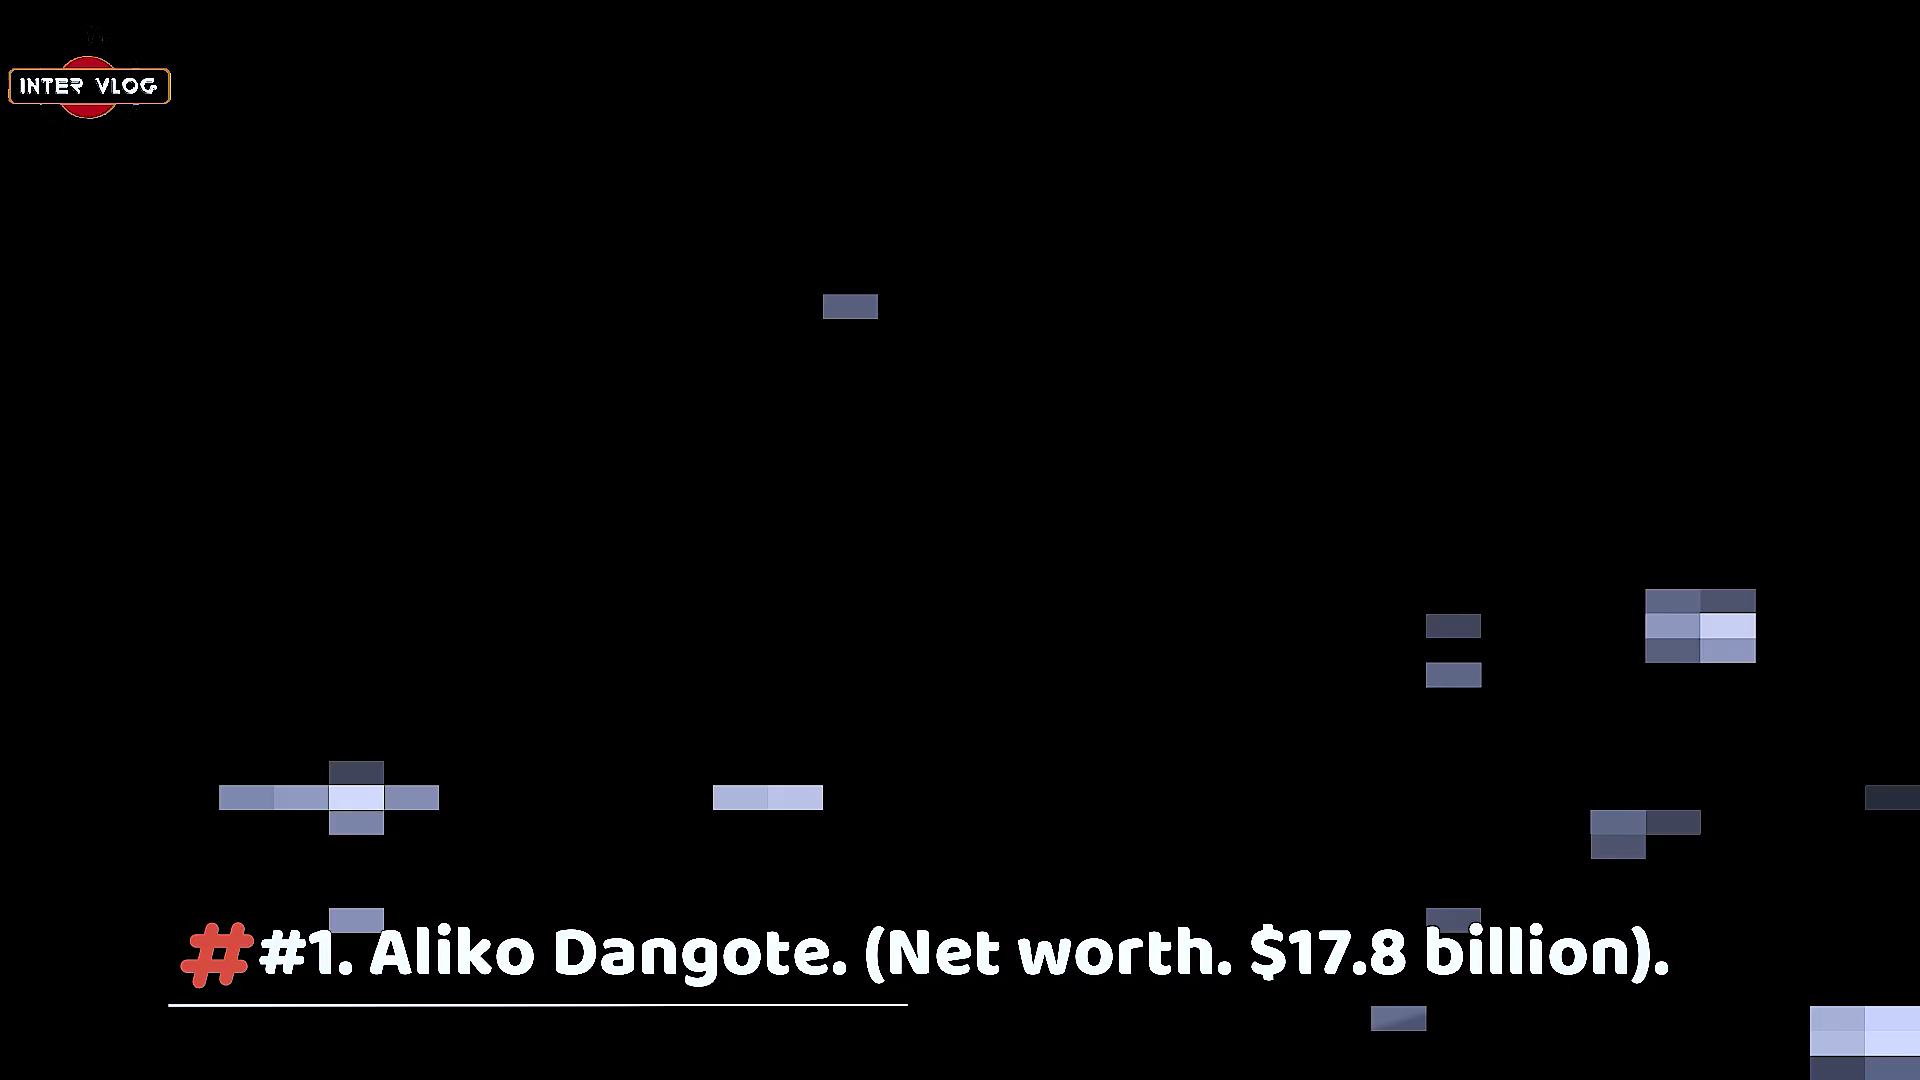 INTER VLOG
##1. Aliko Dangote. (Net worth. $17.8 billion).